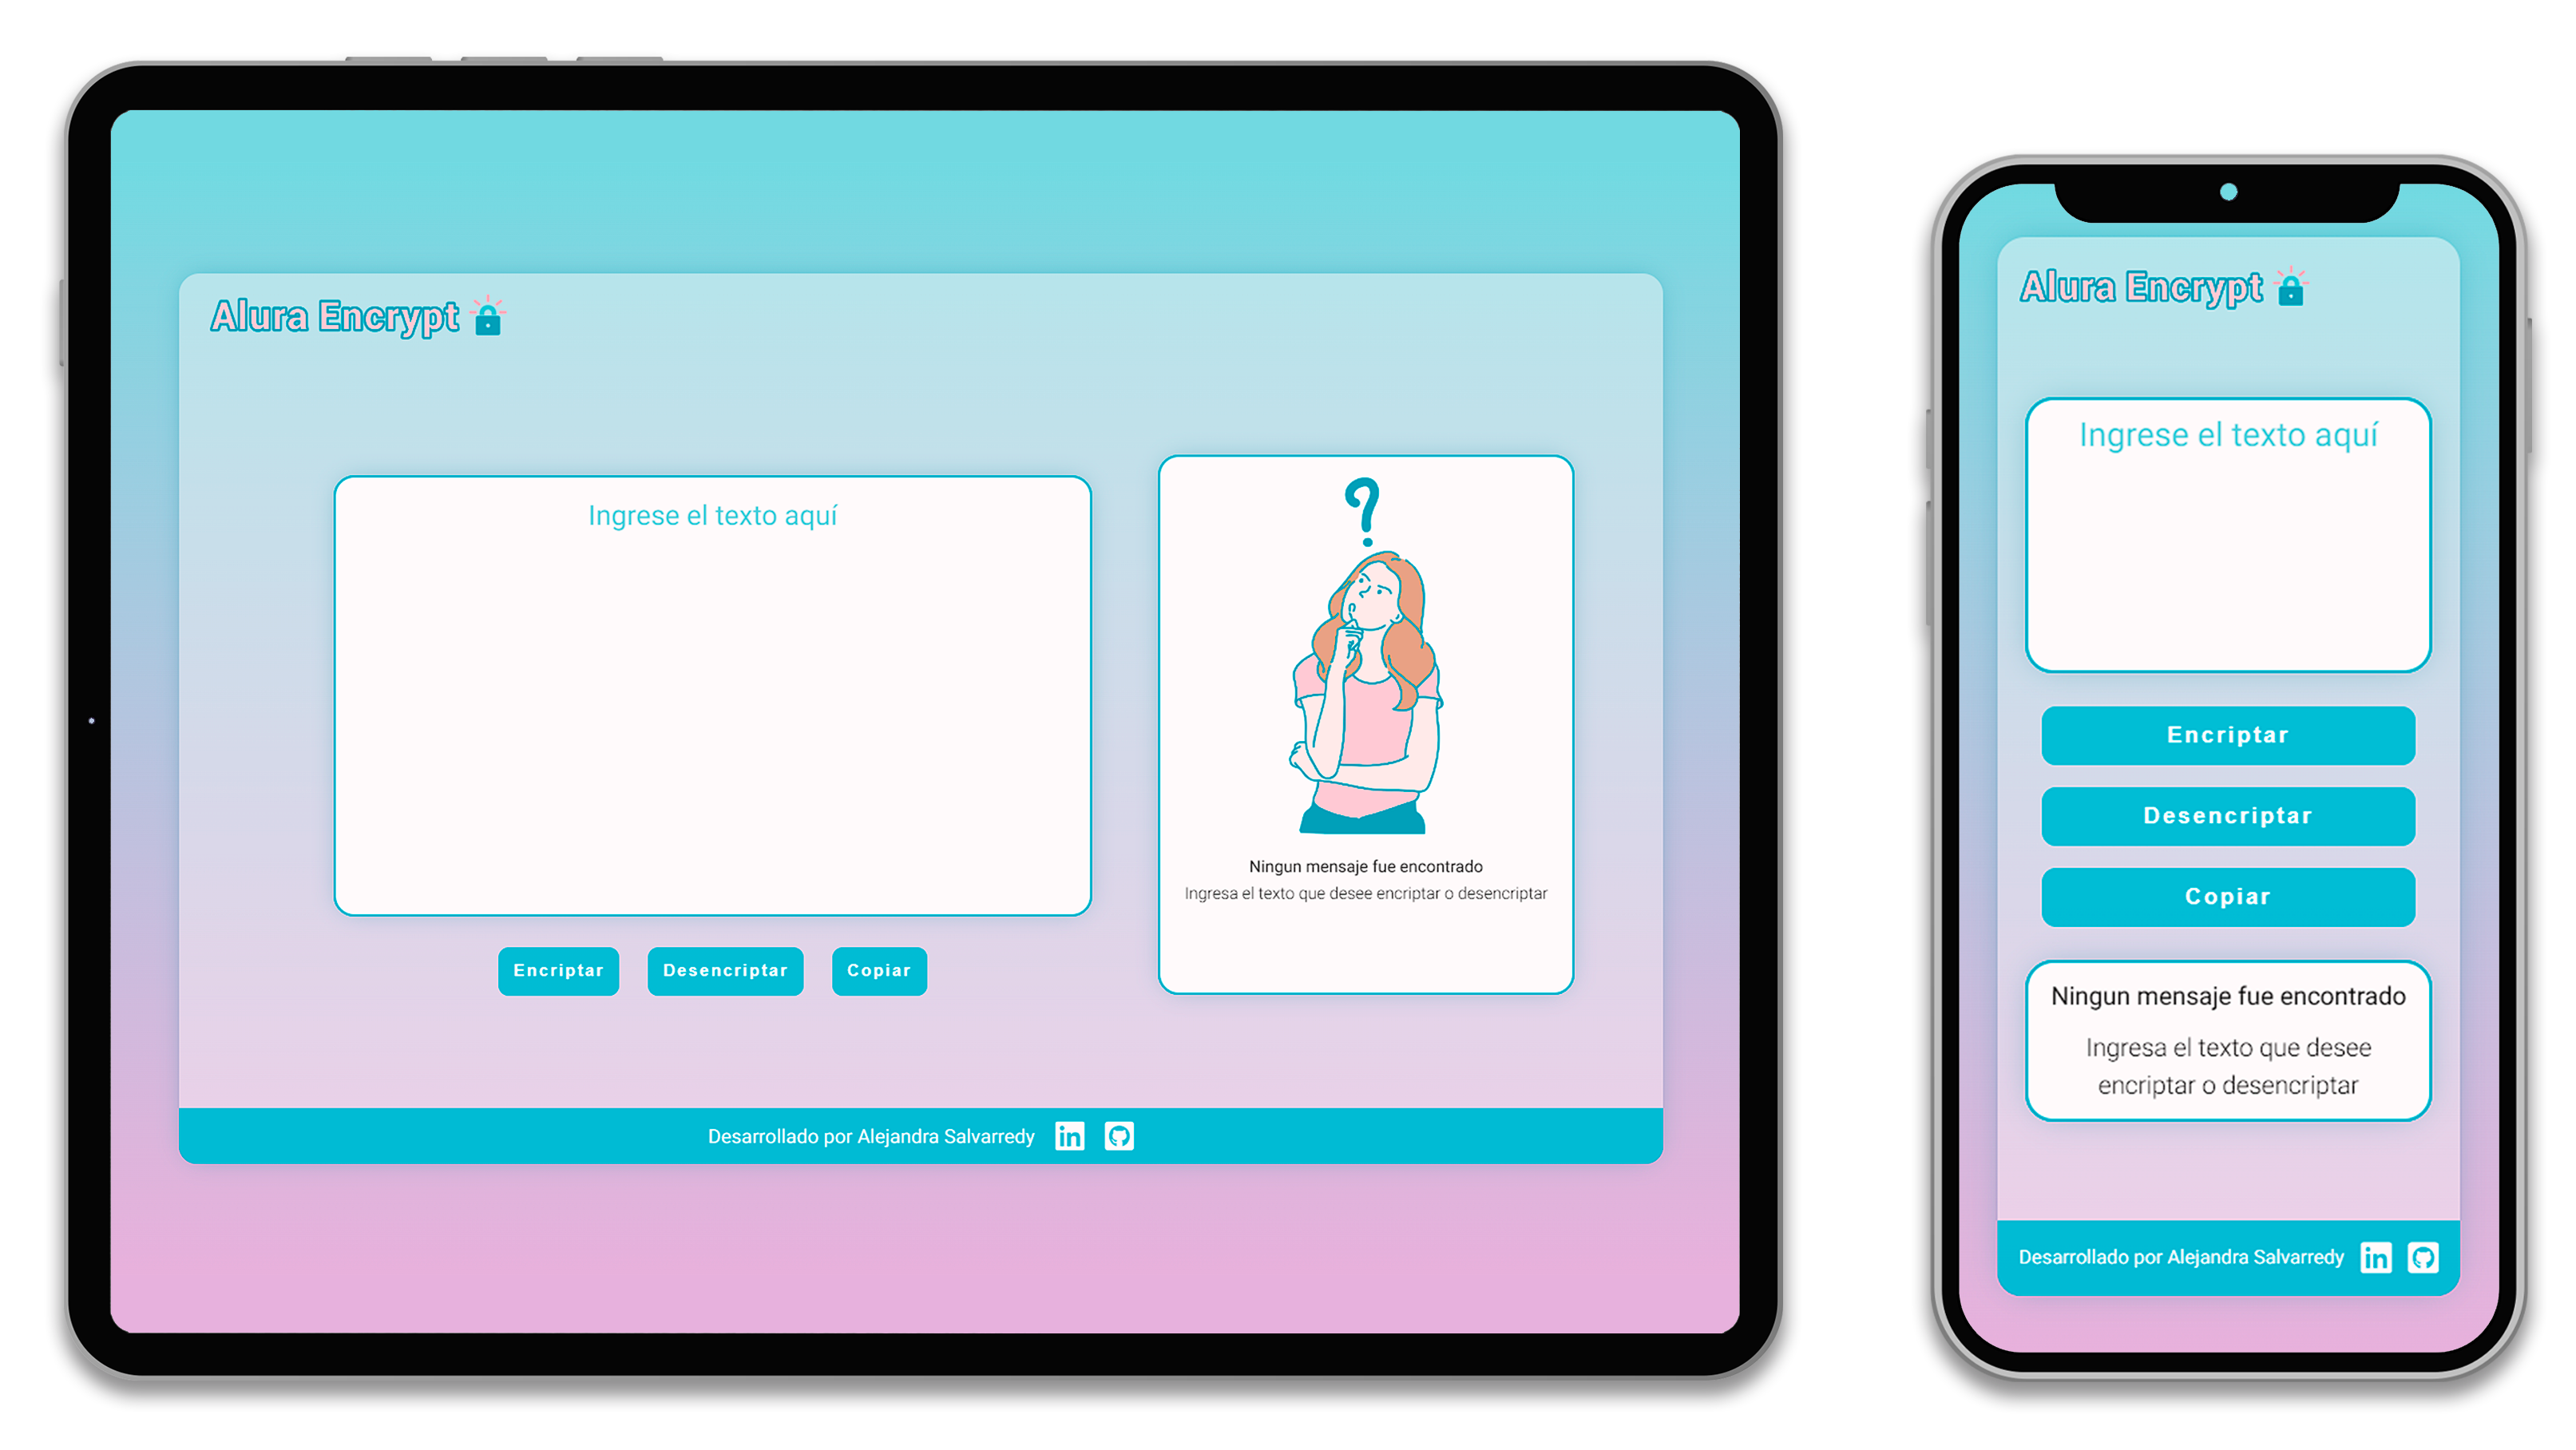 Alura Encrypt
Ingrese el texto aquí
?
Ningun mensaje fue encontrado
Ingresa el texto que desee encriptar o desencriptar
Encriptar
Desencriptar
Copiar
Desarrollado por Alejandra Salvarredy in
Alura Encrypt
Ingrese el texto aquí
Encriptar
Desencriptar
Copiar
Ningun mensaje fue encontrado
Ingresa el texto que desee
encriptar o desencriptar
Desarrollado por Alejandra Salvarredy in